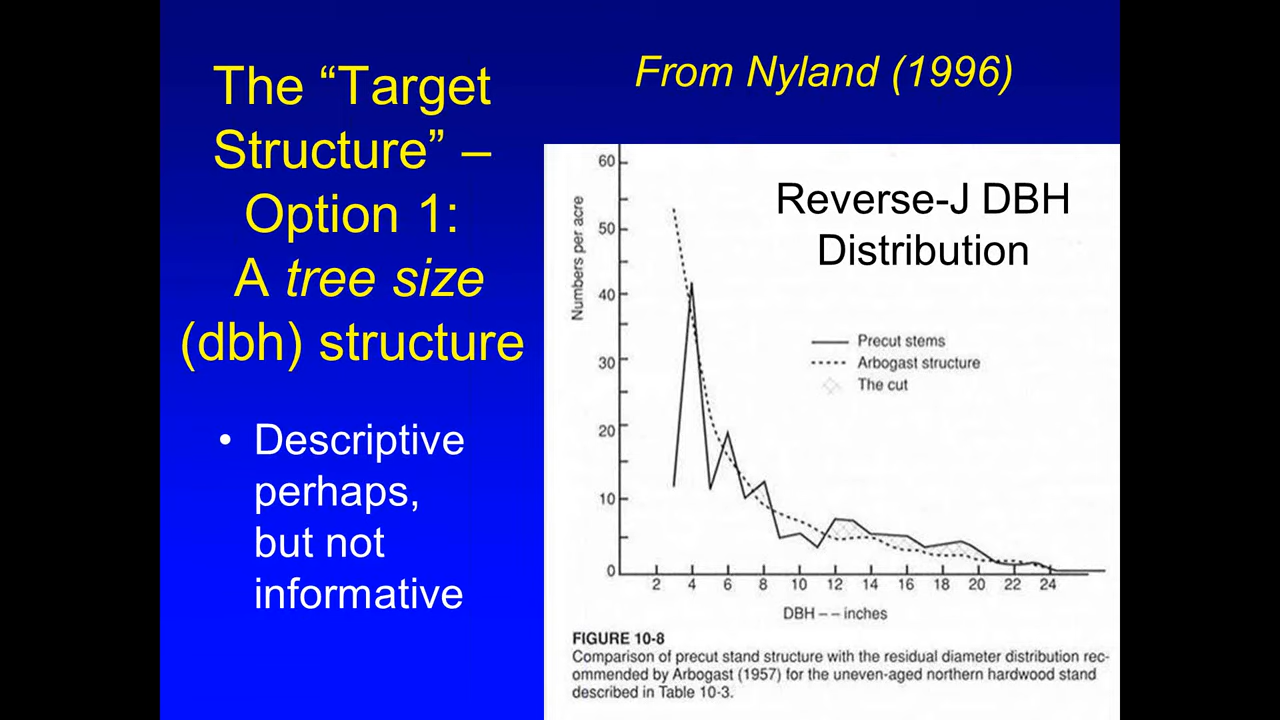 The “Target
Structure” –
Option 1:
A tree size
(dbh) structure
• Descriptive
perhaps,
but not
informative
From Nyland (1996)
Reverse-J DBH
Distribution
Numbers per acre
60
50
40
30
20
10
0
Precut stems
Arbogast structure
The cut
2 4 6 8 10 12 14 16 18 20 22 24
DBH – – inches
FIGURE 10-8
Comparison of precut stand structure with the residual diameter distribution rec-
ommended by Arbogast (1957) for the uneven-aged northern hardwood stand
described in Table 10-3.